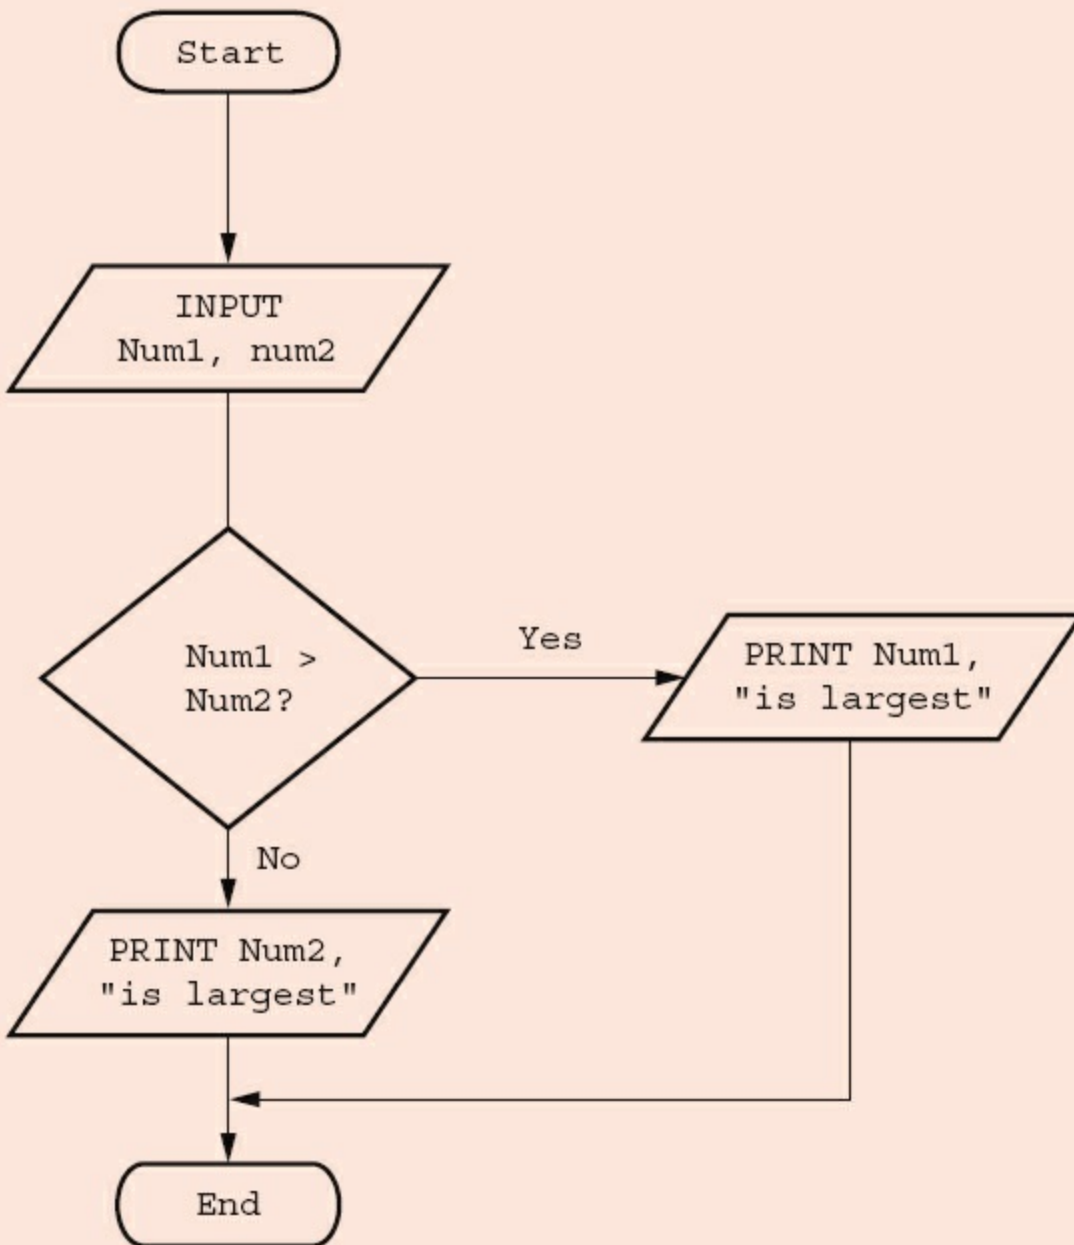 Start
INPUT
Num1, num2
Num1 >
Num2?
Yes
PRINT Num1,
"is largest"
No
PRINT Num2,
"is largest"
End